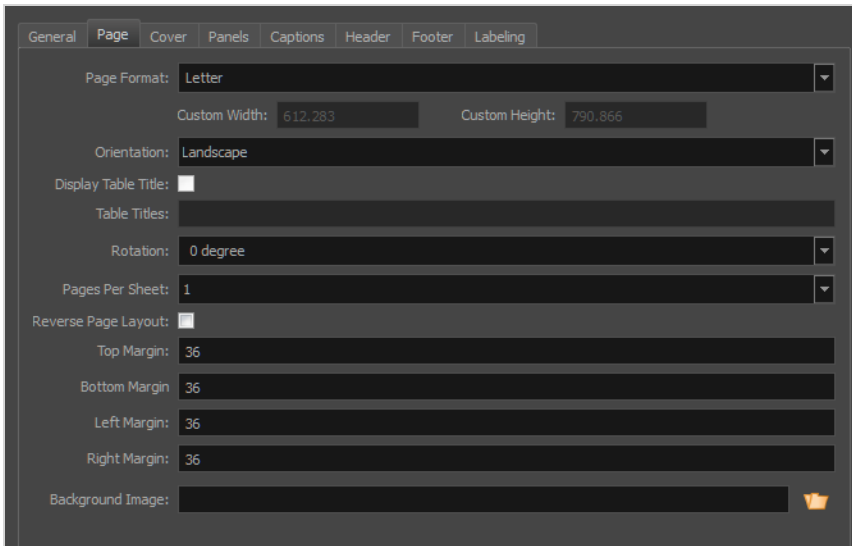 General Page Cover Panels Captions Header Footer Labeling
Page Format: Letter
Custom Width: 612.283 Custom Height: 790.866
Orientation: Landscape
Display Table Title:
Table Titles:
Rotation: 0 degree
Pages Per Sheet: 1
Reverse Page Layout:
Top Margin: 36
Bottom Margin 36
Left Margin: 36
Right Margin: 36
Background Image: